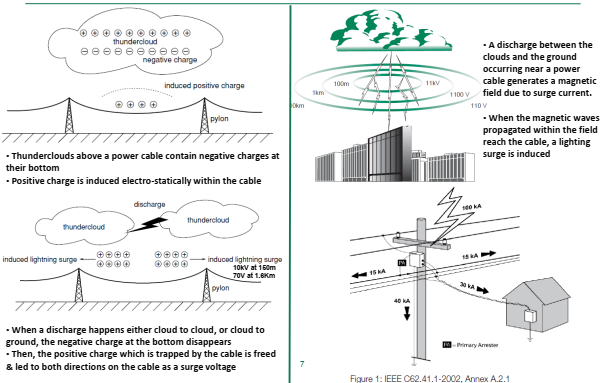 thundercloud
negative charge
induced positive charge
pylon
• Thunderclouds above a power cable contain negative charges at
their bottom
• Positive charge is induced electro-statically within the cable
discharge
thundercloud
thundercloud
induced lightning surge
induced lightning surge
10kV at 160m
70V at 1.6Km
pylon
• When a discharge happens either cloud to cloud, or cloud to
ground, the negative charge at the bottom disappears
• Then, the positive charge which is trapped by the cable is freed
& led to both directions on the cable as a surge voltage
100m
11kV
1km
1100 V
110 V
• A discharge between the
clouds and the ground
occurring near a power
cable generates a magnetic
field due to surge current.
• When the magnetic waves
propagated within the field
reach the cable, a lighting
surge is induced
100 kA
15 kA
PA
15 kA
30 kA
40 kA
PA – Primary Arrester
7
Figure 1: IEEE C62.41.1-2002, Annex A.2.1